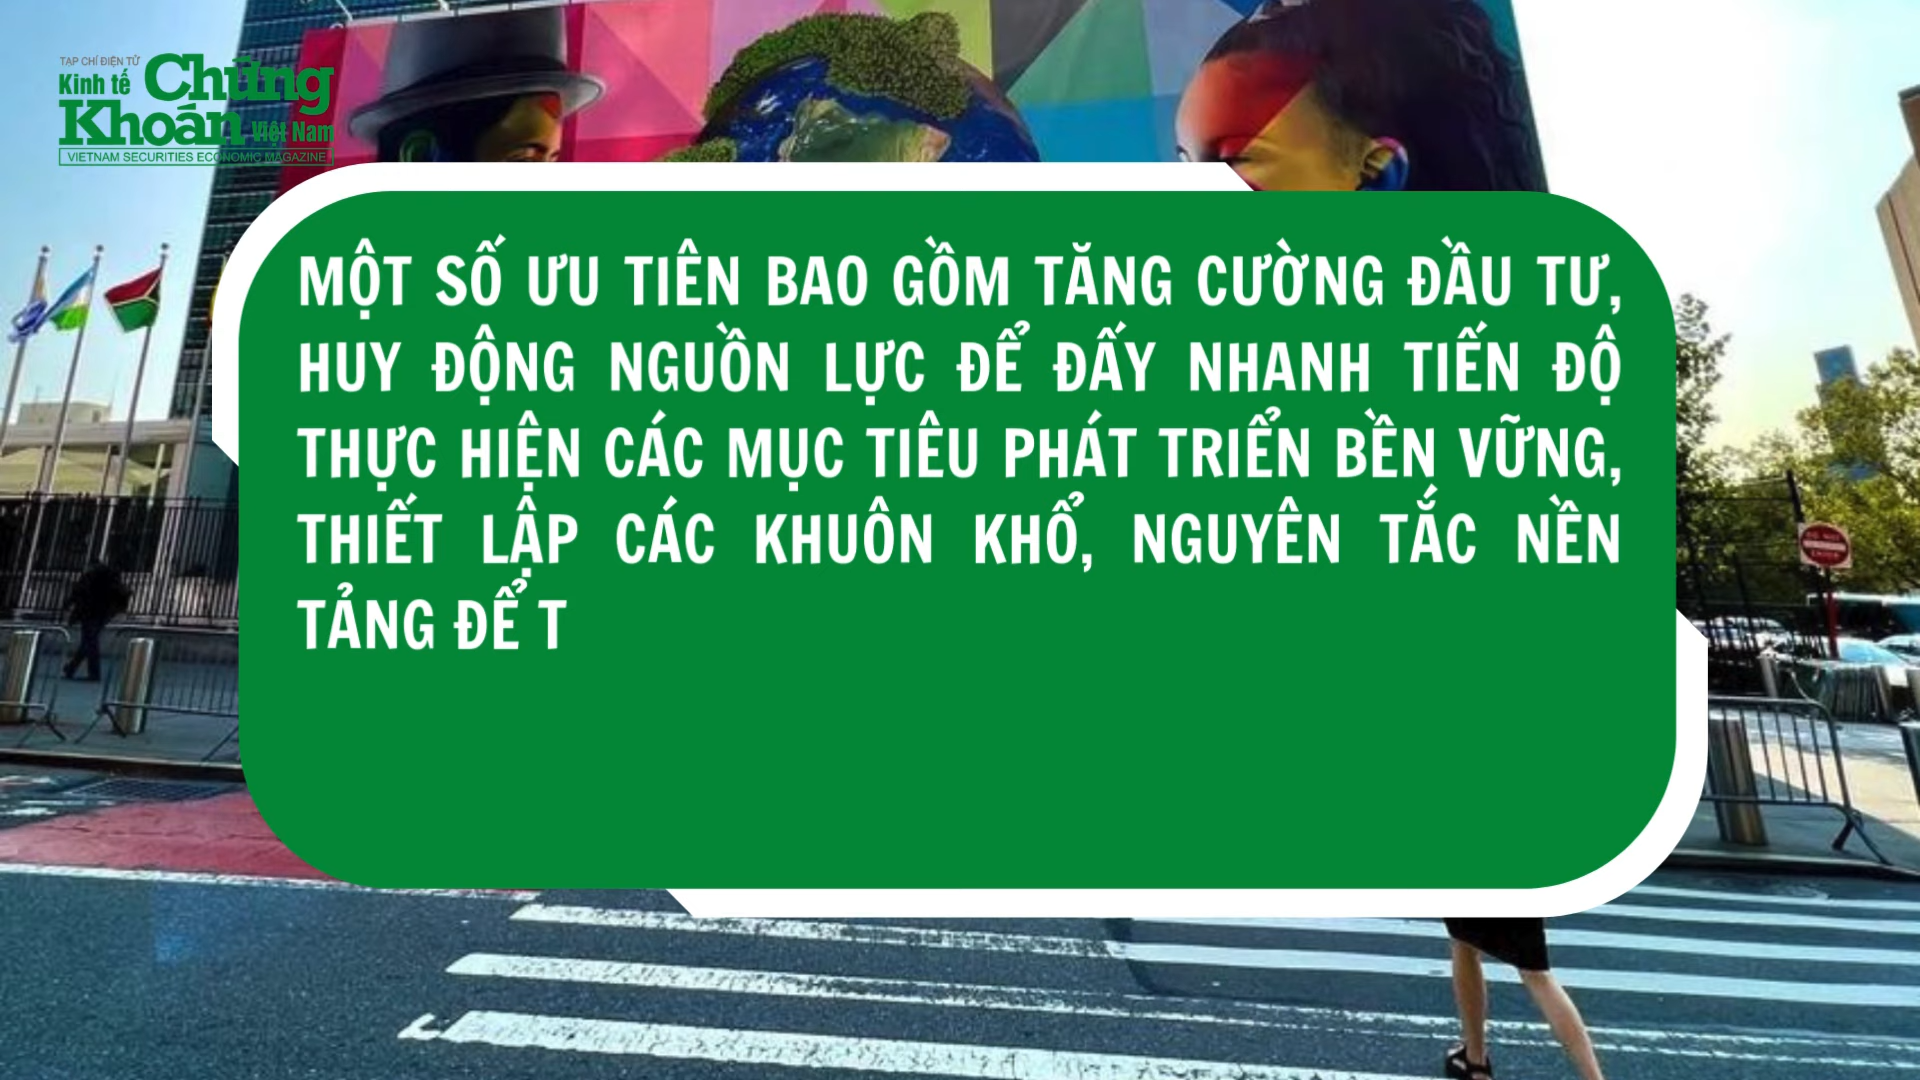 TẠP CHÍ ĐIỆN TỬ
Kinh tế Chứng
Khoán Việt Nam
VIETNAM SECURITIES ECONOMIC MAGAZINE
MỘT SỐ ƯU TIÊN BAO GỒM TĂNG CƯỜNG ĐẦU TƯ,
HUY ĐỘNG NGUỒN LỰC ĐỂ ĐẨY NHANH TIẾN ĐỘ
THỰC HIỆN CÁC MỤC TIÊU PHÁT TRIỂN BỀN VỮNG,
THIẾT LẬP CÁC KHUÔN KHỔ, NGUYÊN TẮC NỀN
TẢNG ĐỂ T